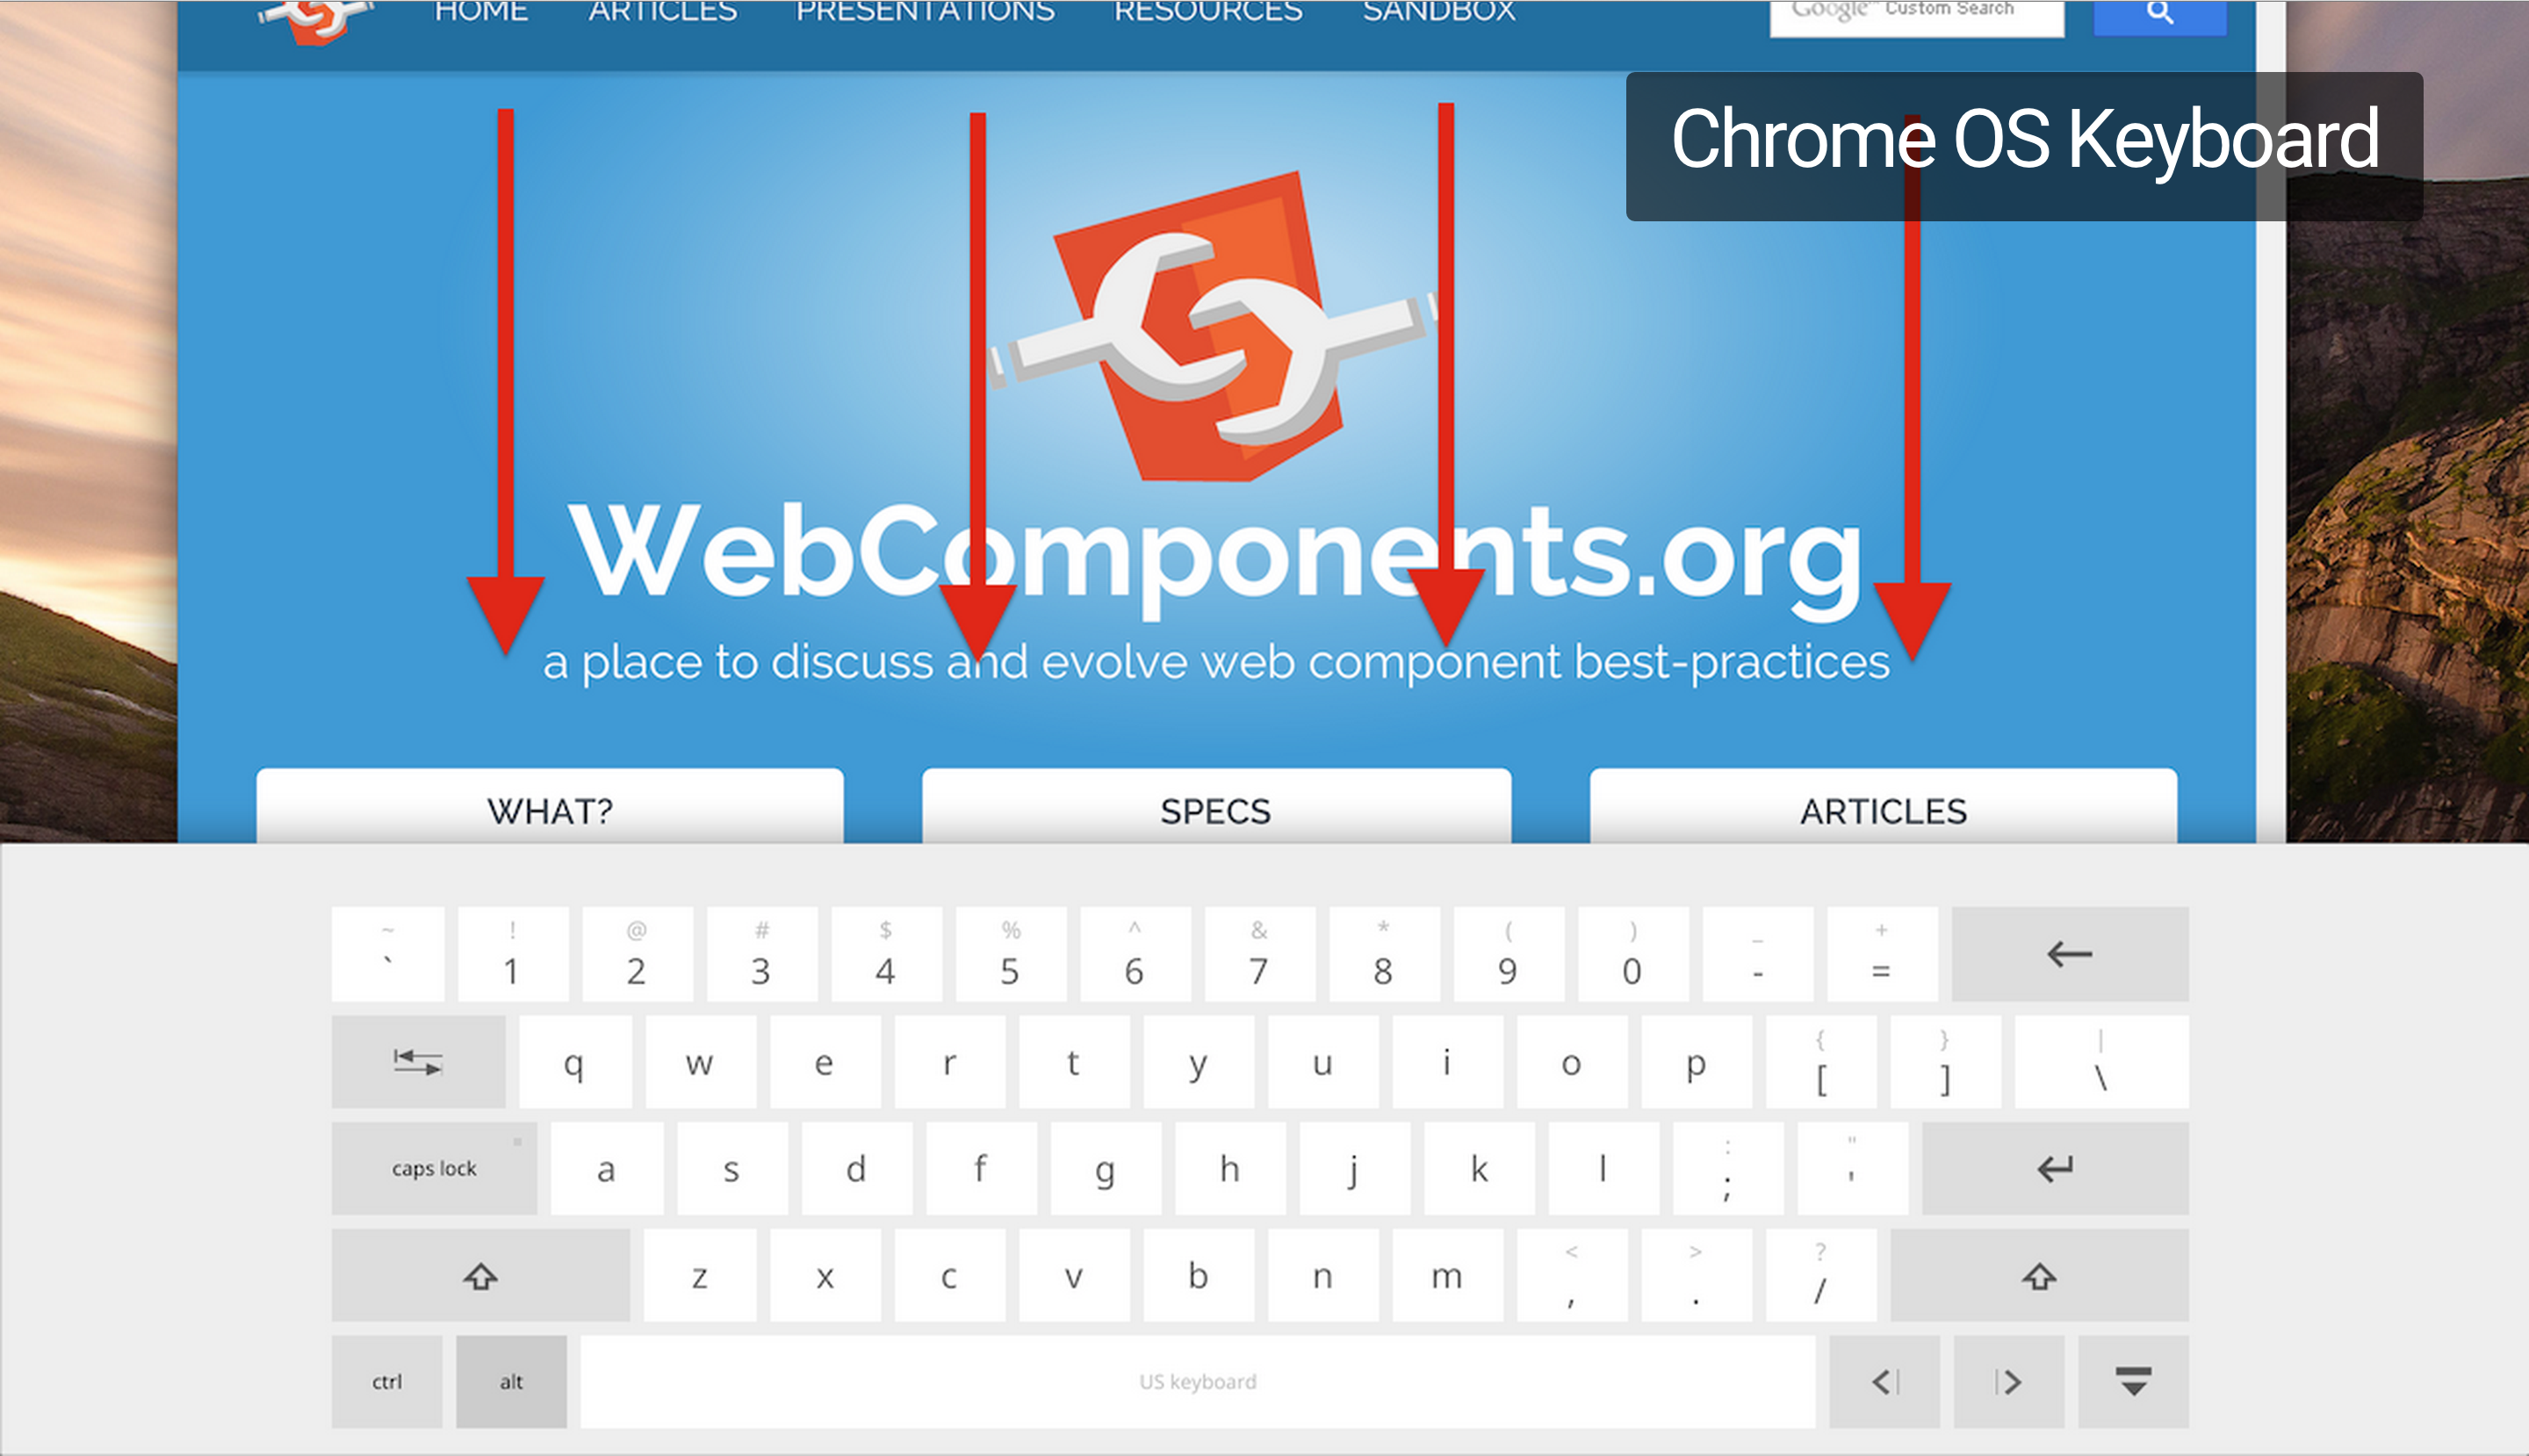 HOME ARTICLES PRESENTATIONS RESOURCES SANDBOX Google™ Custom Search
Chrome OS Keyboard
WebComponents.org
a place to discuss and evolve web component best-practices
WHAT? SPECS ARTICLES
~ ! @ # $ % ^ & * ( ) _ +
` 1 2 3 4 5 6 7 8 9 0 - =
{ } |
q w e r t y u i o p [ ] \
: "
caps lock a s d f g h j k l ; '
< > ?
z x c v b n m , . /
ctrl alt US keyboard